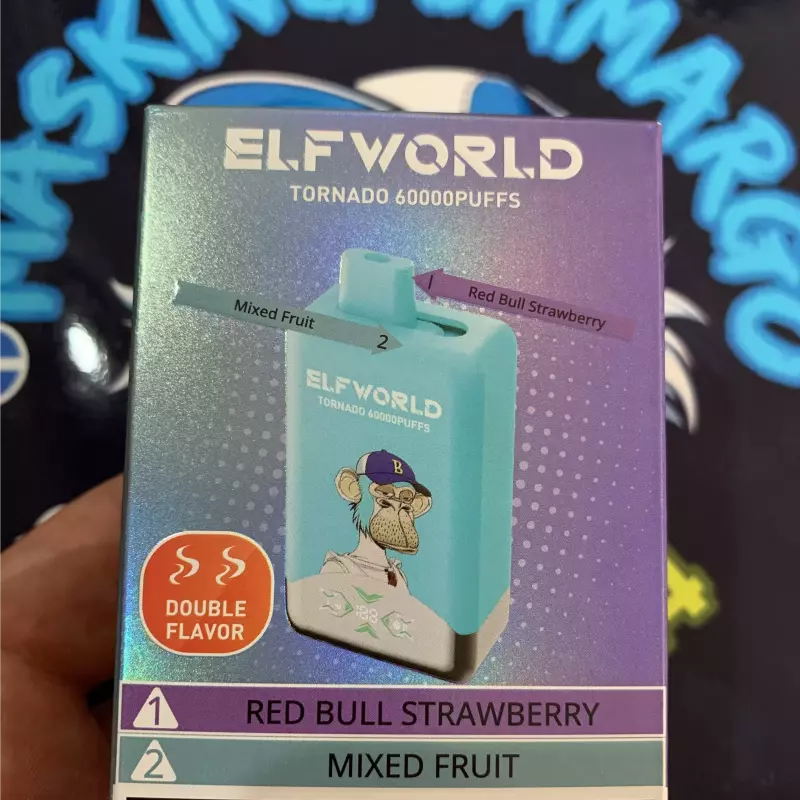 ELFWORLD
TORNADO 60000PUFFS
1 Red Bull Strawberry
Mixed Fruit 2
ELFWORLD
TORNADO 60000PUFFS
B
188
DOUBLE
FLAVOR
1 RED BULL STRAWBERRY
2 MIXED FRUIT